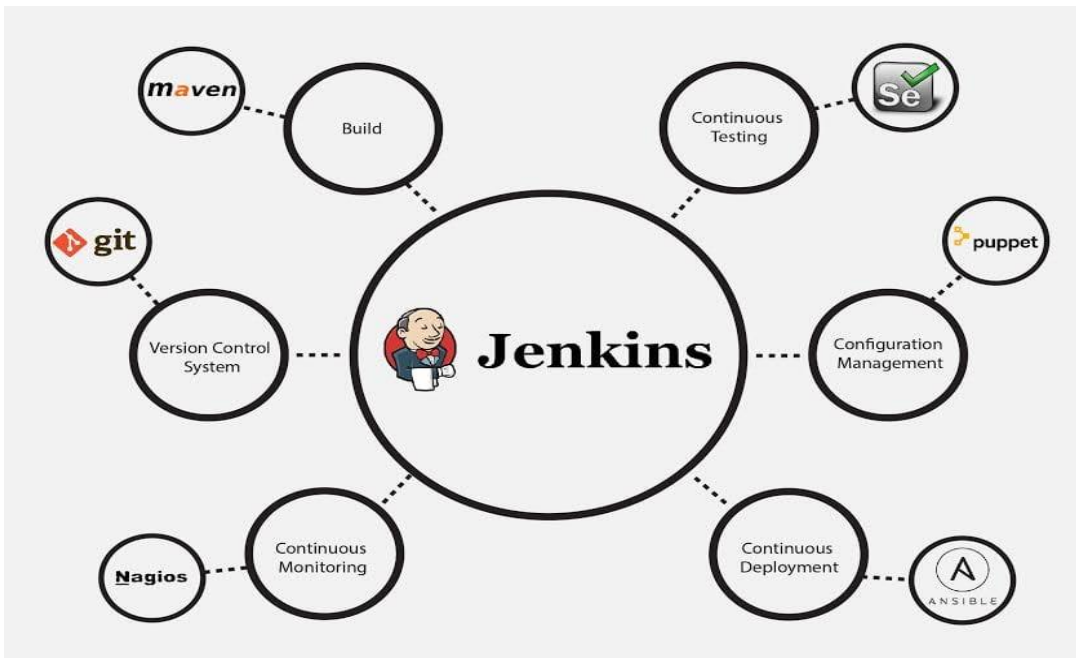 maven
Build
Continuous
Testing
Se
git
puppet
Version Control
System
Jenkins
Configuration
Management
Continuous
Monitoring
Nagios
Continuous
Deployment
A
ANSIBLE